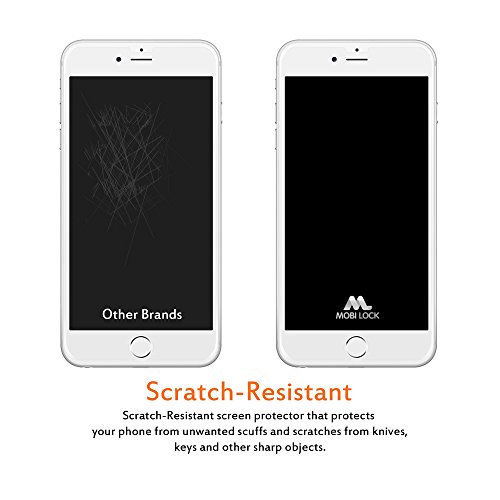 Other Brands
MOBI LOCK
Scratch-Resistant
Scratch-Resistant screen protector that protects
your phone from unwanted scuffs and scratches from knives,
keys and other sharp objects.